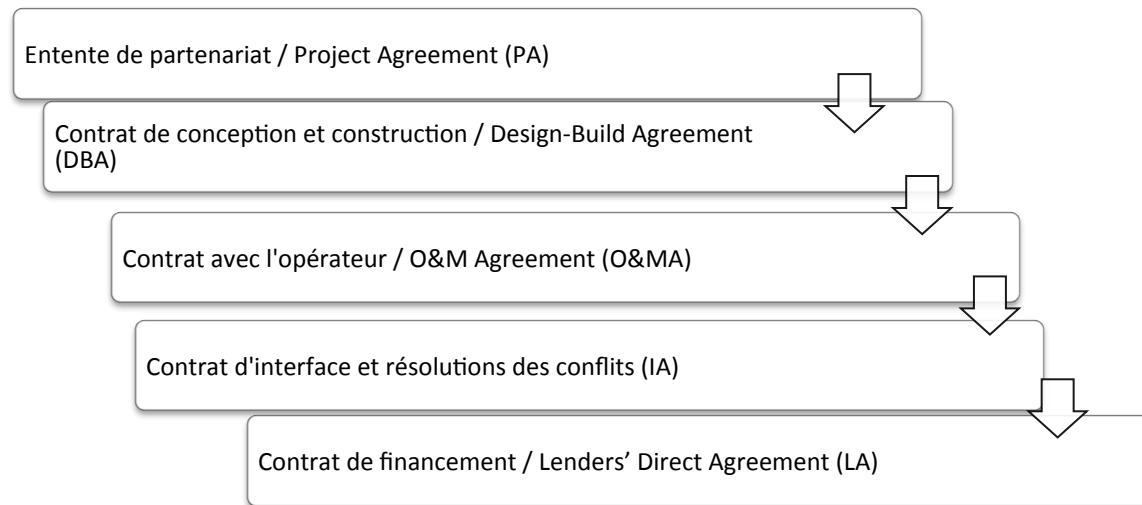 Entente de partenariat / Project Agreement (PA)
Contrat de conception et construction / Design-Build Agreement
(DBA)
Contrat avec l'opérateur / O&M Agreement (O&MA)
Contrat d'interface et résolutions des conflits (IA)
Contrat de financement / Lenders’ Direct Agreement (LA)